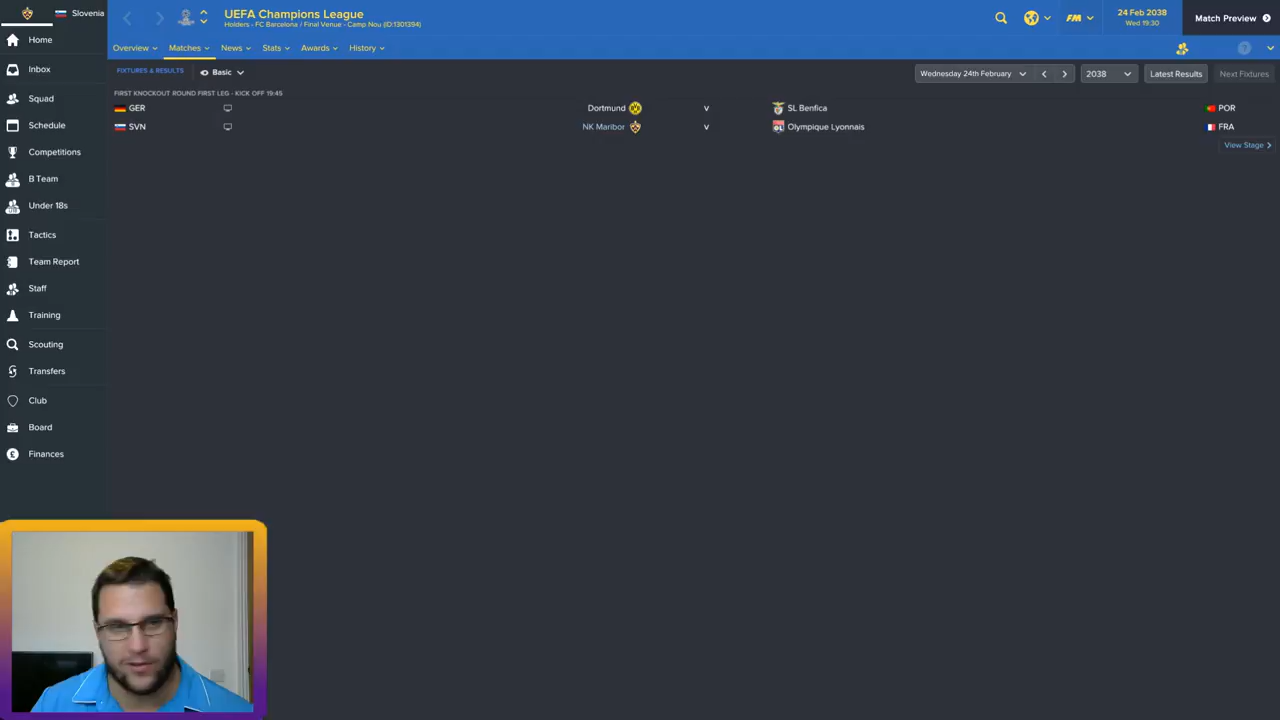 Slovenia
UEFA Champions League
Holders - FC Barcelona / Final Venue - Camp Nou (ID:1301394)
FM
24 Feb 2038
Wed 19:30
Match Preview
Home
Overview
Matches
News
Stats
Awards
History
Inbox
FIXTURES & RESULTS
Basic
Wednesday 24th February
2038
Latest Results
Next Fixtures
FIRST KNOCKOUT ROUND FIRST LEG - KICK OFF 19:45
Squad
GER Dortmund v SL Benfica POR
Schedule
SVN NK Maribor v Olympique Lyonnais FRA
View Stage
Competitions
B Team
Under 18s
Tactics
Team Report
Staff
Training
Scouting
Transfers
Club
Board
Finances